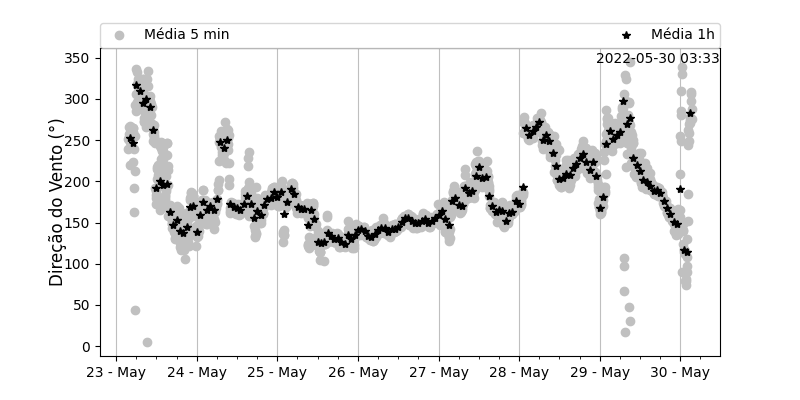 Média 5 min
Média 1h
2022-05-30 03:33
Direção do Vento (°)
350
300
250
200
150
100
50
0
23 - May
24 - May
25 - May
26 - May
27 - May
28 - May
29 - May
30 - May